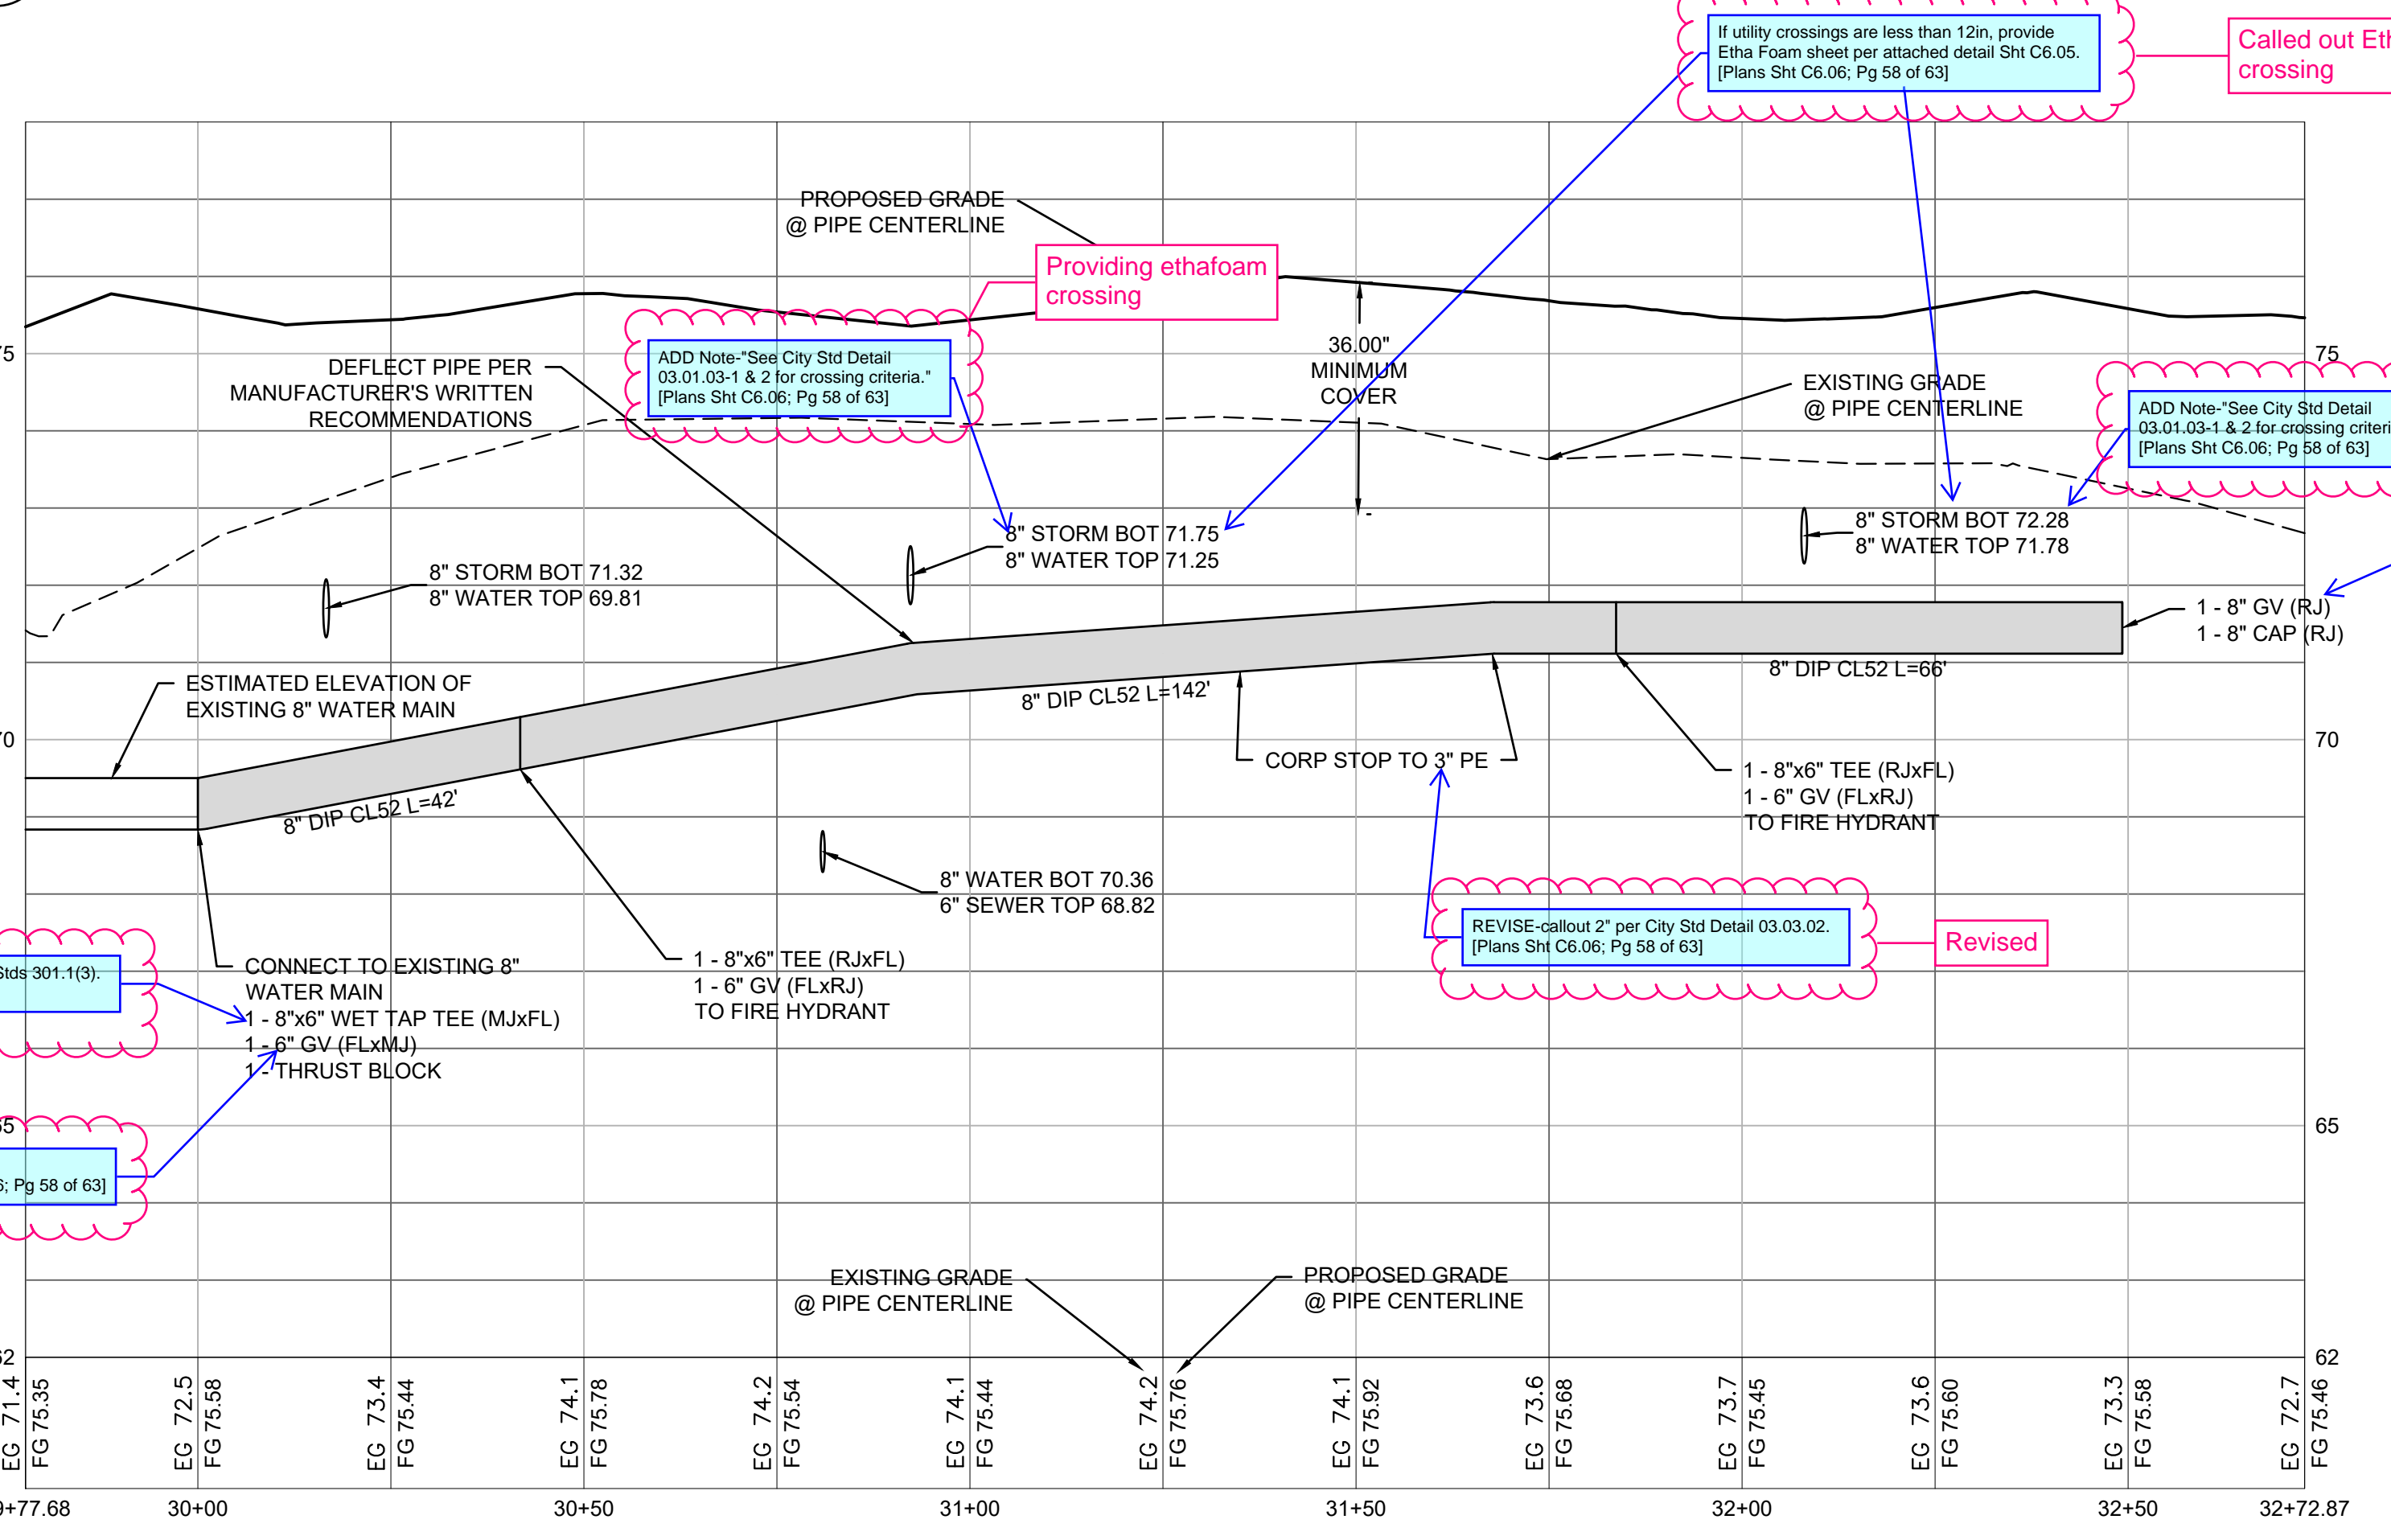 If utility crossings are less than 12in, provide
Etha Foam sheet per attached detail Sht C6.05.
[Plans Sht C6.06; Pg 58 of 63]
Called out
crossing
PROPOSED GRADE
@ PIPE CENTERLINE
Providing ethafoam
crossing
ADD Note-"See City Std Detail
03.01.03-1 & 2 for crossing criteria."
[Plans Sht C6.06; Pg 58 of 63]
DEFLECT PIPE PER
MANUFACTURER'S WRITTEN
RECOMMENDATIONS
36.00"
MINIMUM
COVER
EXISTING GRADE
@ PIPE CENTERLINE
75
ADD Note-"See City Std Detail
03.01.03-1 & 2 for crossing
[Plans Sht C6.06; Pg 58 of 63]
8" STORM BOT 71.32
8" WATER TOP 69.81
8" STORM BOT 71.75
8" WATER TOP 71.25
8" STORM BOT 72.28
8" WATER TOP 71.78
1 - 8" GV (RJ)
1 - 8" CAP (RJ)
ESTIMATED ELEVATION OF
EXISTING 8" WATER MAIN
8" DIP CL52 L=42'
8" DIP CL52 L=142'
8" DIP CL52 L=66'
70
CORP STOP TO 3" PE
1 - 8"x6" TEE (RJxFL)
1 - 6" GV (FLxRJ)
TO FIRE HYDRANT
8" WATER BOT 70.36
6" SEWER TOP 68.82
REVISE-callout 2" per City Std Detail 03.03.02.
[Plans Sht C6.06; Pg 58 of 63]
Revised
Stds 301.1(3).
CONNECT TO EXISTING 8"
WATER MAIN
1 - 8"x6" WET TAP TEE (MJxFL)
1 - 6" GV (FLxMJ)
1 - THRUST BLOCK
1 - 8"x6" TEE (RJxFL)
1 - 6" GV (FLxRJ)
TO FIRE HYDRANT
65
; Pg 58 of 63]
EXISTING GRADE
@ PIPE CENTERLINE
PROPOSED GRADE
@ PIPE CENTERLINE
62
EG 71.4
FG 75.35
EG 72.5
FG 75.58
EG 73.4
FG 75.44
EG 74.1
FG 75.78
EG 74.2
FG 75.54
EG 74.1
FG 75.44
EG 74.2
FG 75.76
EG 74.1
FG 75.92
EG 73.6
FG 75.68
EG 73.7
FG 75.45
EG 73.6
FG 75.60
EG 73.3
FG 75.58
EG 72.7
FG 75.46
9+77.68
30+00
30+50
31+00
31+50
32+00
32+50
32+72.87